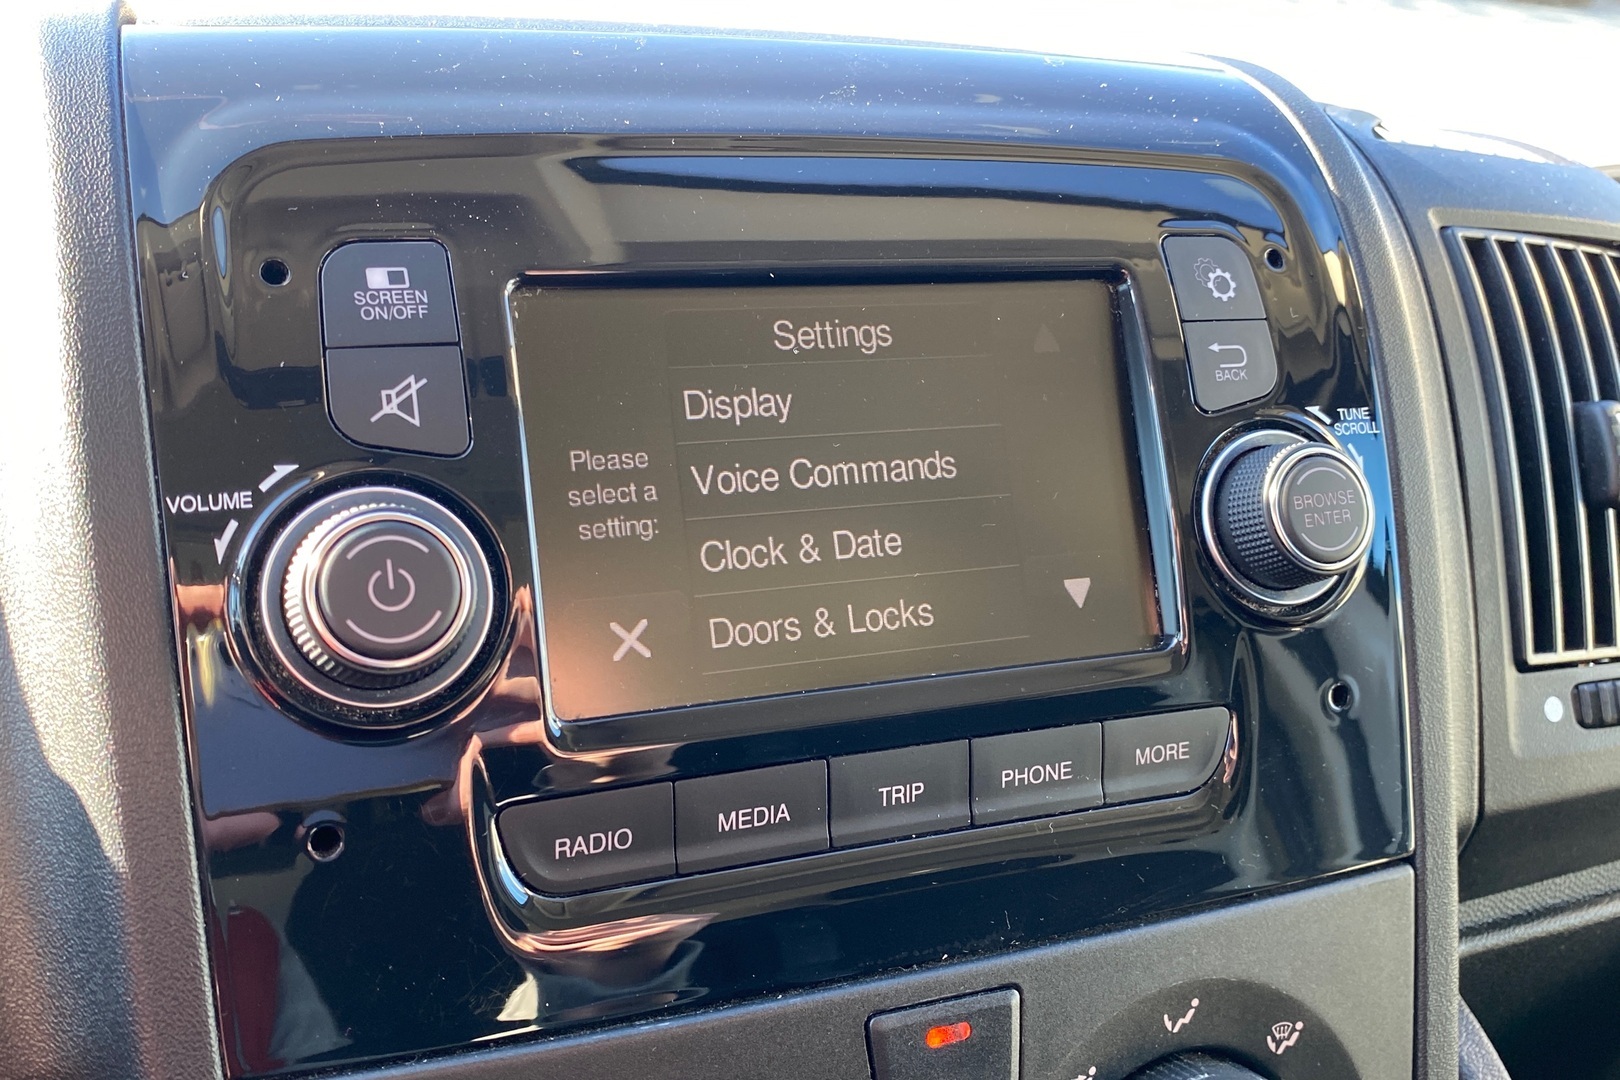 SCREEN
ON/OFF
VOLUME
Settings
Display
Voice Commands
Clock & Date
Doors & Locks
Please
select a
setting:
BACK
TUNE
SCROLL
BROWSE
ENTER
RADIO
MEDIA
TRIP
PHONE
MORE